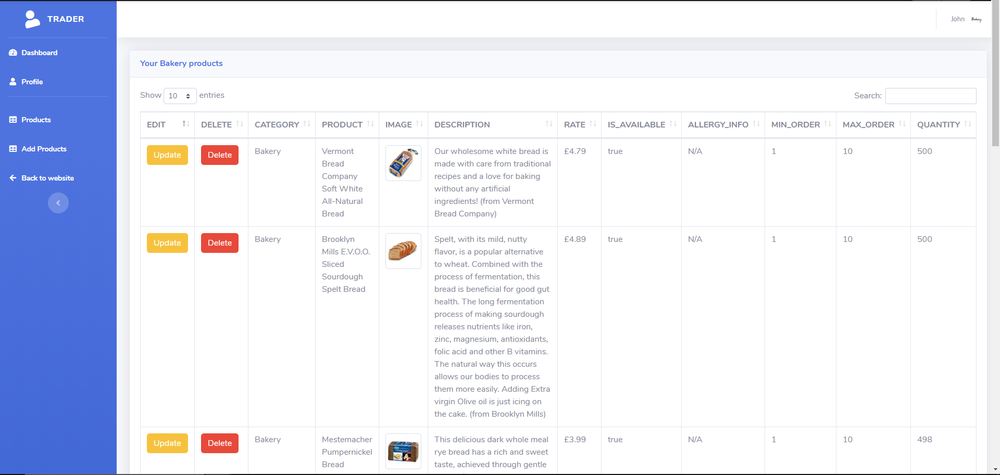 TRADER
John Bakery
Dashboard
Profile
Products
Add Products
Back to website
Your Bakery products
Show 10 entries
Search:
EDIT DELETE CATEGORY PRODUCT IMAGE DESCRIPTION RATE IS_AVAILABLE ALLERGY_INFO MIN_ORDER MAX_ORDER QUANTITY
Update Delete Bakery Vermont Our wholesome white bread is £4.79 true N/A 1 10 500
Bread made with care from traditional
Company recipes and a love for baking
Soft White without any artificial
All-Natural ingredients! (from Vermont
Bread Bread Company)
Update Delete Bakery Brooklyn Spelt, with its mild, nutty £4.89 true N/A 1 10 500
Mills E.V.O.O. flavor, is a popular alternative
Sliced to wheat. Combined with the
Sourdough process of fermentation, this
Spelt Bread bread is beneficial for good gut
health. The long fermentation
process of making sourdough
releases nutrients like iron,
zinc, magnesium, antioxidants,
folic acid and other B vitamins.
The natural way this occurs
allows our bodies to process
them more easily. Adding Extra
virgin Olive oil is just icing on
the cake. (from Brooklyn Mills)
Update Delete Bakery Mestemacher This delicious dark whole meal £3.99 true N/A 1 10 498
Pumpernickel rye bread has a rich and sweet
Bread taste, achieved through gentle